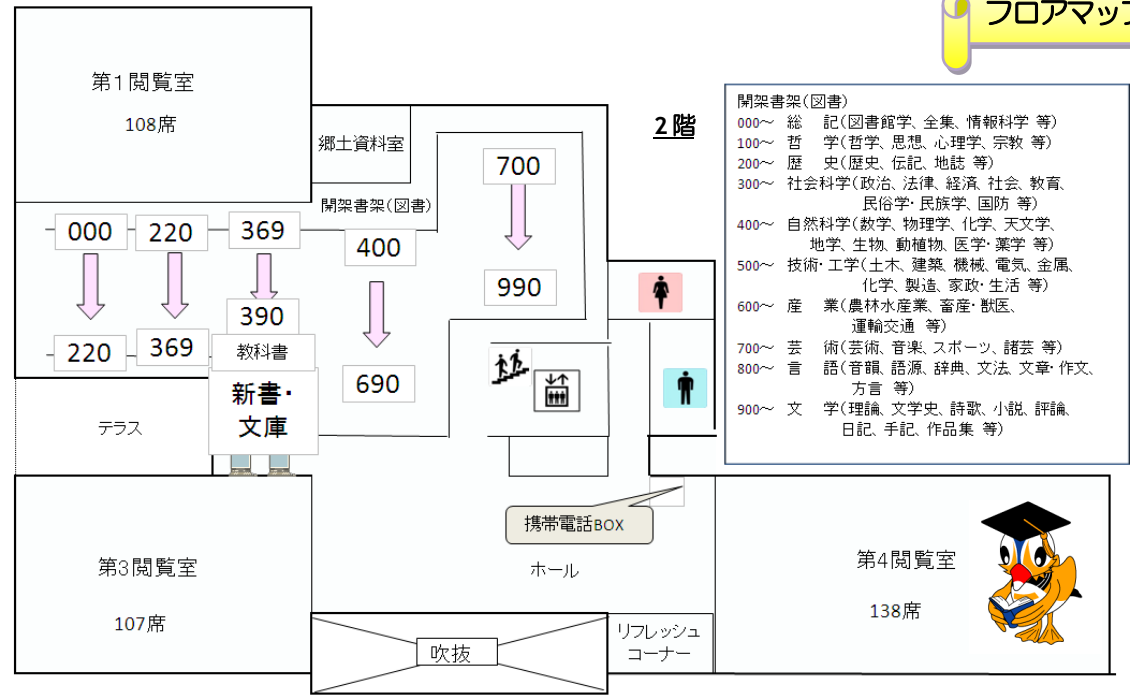 フロアマップ
2階
第1閲覧室
108席
郷土資料室
開架書架(図書)
000
220
369
400
700
220
369
390
690
990
教科書
新書・
文庫
テラス
第3閲覧室
107席
携帯電話BOX
ホール
吹抜
リフレッシュ
コーナー
第4閲覧室
138席
開架書架(図書)
000～ 総　記(図書館学、全集、情報科学 等)
100～ 哲　学(哲学、思想、心理学、宗教 等)
200～ 歴　史(歴史、伝記、地誌 等)
300～ 社会科学(政治、法律、経済、社会、教育、
民俗学・民族学、国防 等)
400～ 自然科学(数学、物理学、化学、天文学、
地学、生物、動植物、医学・薬学 等)
500～ 技術・工学(土木、建築、機械、電気、金属、
化学、製造、家政・生活 等)
600～ 産　業(農林水産業、畜産・獣医、
運輸交通 等)
700～ 芸　術(芸術、音楽、スポーツ、諸芸 等)
800～ 言　語(音韻、語源、辞典、文法、文章・作文、
方言 等)
900～ 文　学(理論、文学史、詩歌、小説、評論、
日記、手記、作品集 等)